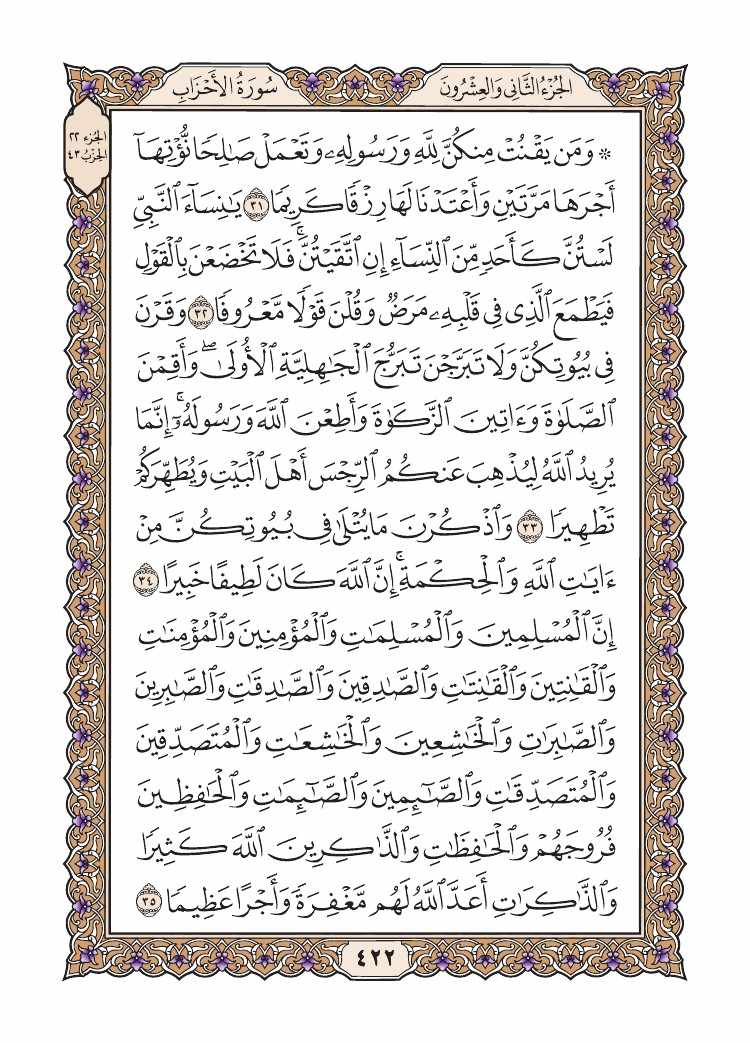 الجُزْءُ الثَّانِي وَالعِشْرُونَ
سُورَةُ الأَحْزَابِ
الجزء ٢٢
الحزب ٤٣
۞ وَمَن يَقْنُتْ مِنكُنَّ لِلَّهِ وَرَسُولِهِۦ وَتَعْمَلْ صَـٰلِحًا نُّؤْتِهَآ
أَجْرَهَا مَرَّتَيْنِ وَأَعْتَدْنَا لَهَا رِزْقًا كَرِيمًا ٣١ يَـٰنِسَآءَ ٱلنَّبِىِّ
لَسْتُنَّ كَأَحَدٍ مِّنَ ٱلنِّسَآءِ إِنِ ٱتَّقَيْتُنَّ ۚ فَلَا تَخْضَعْنَ بِٱلْقَوْلِ
فَيَطْمَعَ ٱلَّذِى فِى قَلْبِهِۦ مَرَضٌ وَقُلْنَ قَوْلًا مَّعْرُوفًا ٣٢ وَقَرْنَ
فِى بُيُوتِكُنَّ وَلَا تَبَرَّجْنَ تَبَرُّجَ ٱلْجَـٰهِلِيَّةِ ٱلْأُولَىٰ ۖ وَأَقِمْنَ
ٱلصَّلَوٰةَ وَءَاتِينَ ٱلزَّكَوٰةَ وَأَطِعْنَ ٱللَّهَ وَرَسُولَهُۥٓ ۚ إِنَّمَا
يُرِيدُ ٱللَّهُ لِيُذْهِبَ عَنكُمُ ٱلرِّجْسَ أَهْلَ ٱلْبَيْتِ وَيُطَهِّرَكُمْ
تَطْهِيرًا ٣٣ وَٱذْكُرْنَ مَا يُتْلَىٰ فِى بُيُوتِكُنَّ مِنْ
ءَايَـٰتِ ٱللَّهِ وَٱلْحِكْمَةِ ۚ إِنَّ ٱللَّهَ كَانَ لَطِيفًا خَبِيرًا ٣٤
إِنَّ ٱلْمُسْلِمِينَ وَٱلْمُسْلِمَـٰتِ وَٱلْمُؤْمِنِينَ وَٱلْمُؤْمِنَـٰتِ
وَٱلْقَـٰنِتِينَ وَٱلْقَـٰنِتَـٰتِ وَٱلصَّـٰدِقِينَ وَٱلصَّـٰدِقَـٰتِ وَٱلصَّـٰبِرِينَ
وَٱلصَّـٰبِرَٰتِ وَٱلْخَـٰشِعِينَ وَٱلْخَـٰشِعَـٰتِ وَٱلْمُتَصَدِّقِينَ
وَٱلْمُتَصَدِّقَـٰتِ وَٱلصَّـٰٓئِمِينَ وَٱلصَّـٰٓئِمَـٰتِ وَٱلْحَـٰفِظِينَ
فُرُوجَهُمْ وَٱلْحَـٰفِظَـٰتِ وَٱلذَّٰكِرِينَ ٱللَّهَ كَثِيرًا
وَٱلذَّٰكِرَٰتِ أَعَدَّ ٱللَّهُ لَهُم مَّغْفِرَةً وَأَجْرًا عَظِيمًا ٣٥
٤٢٢